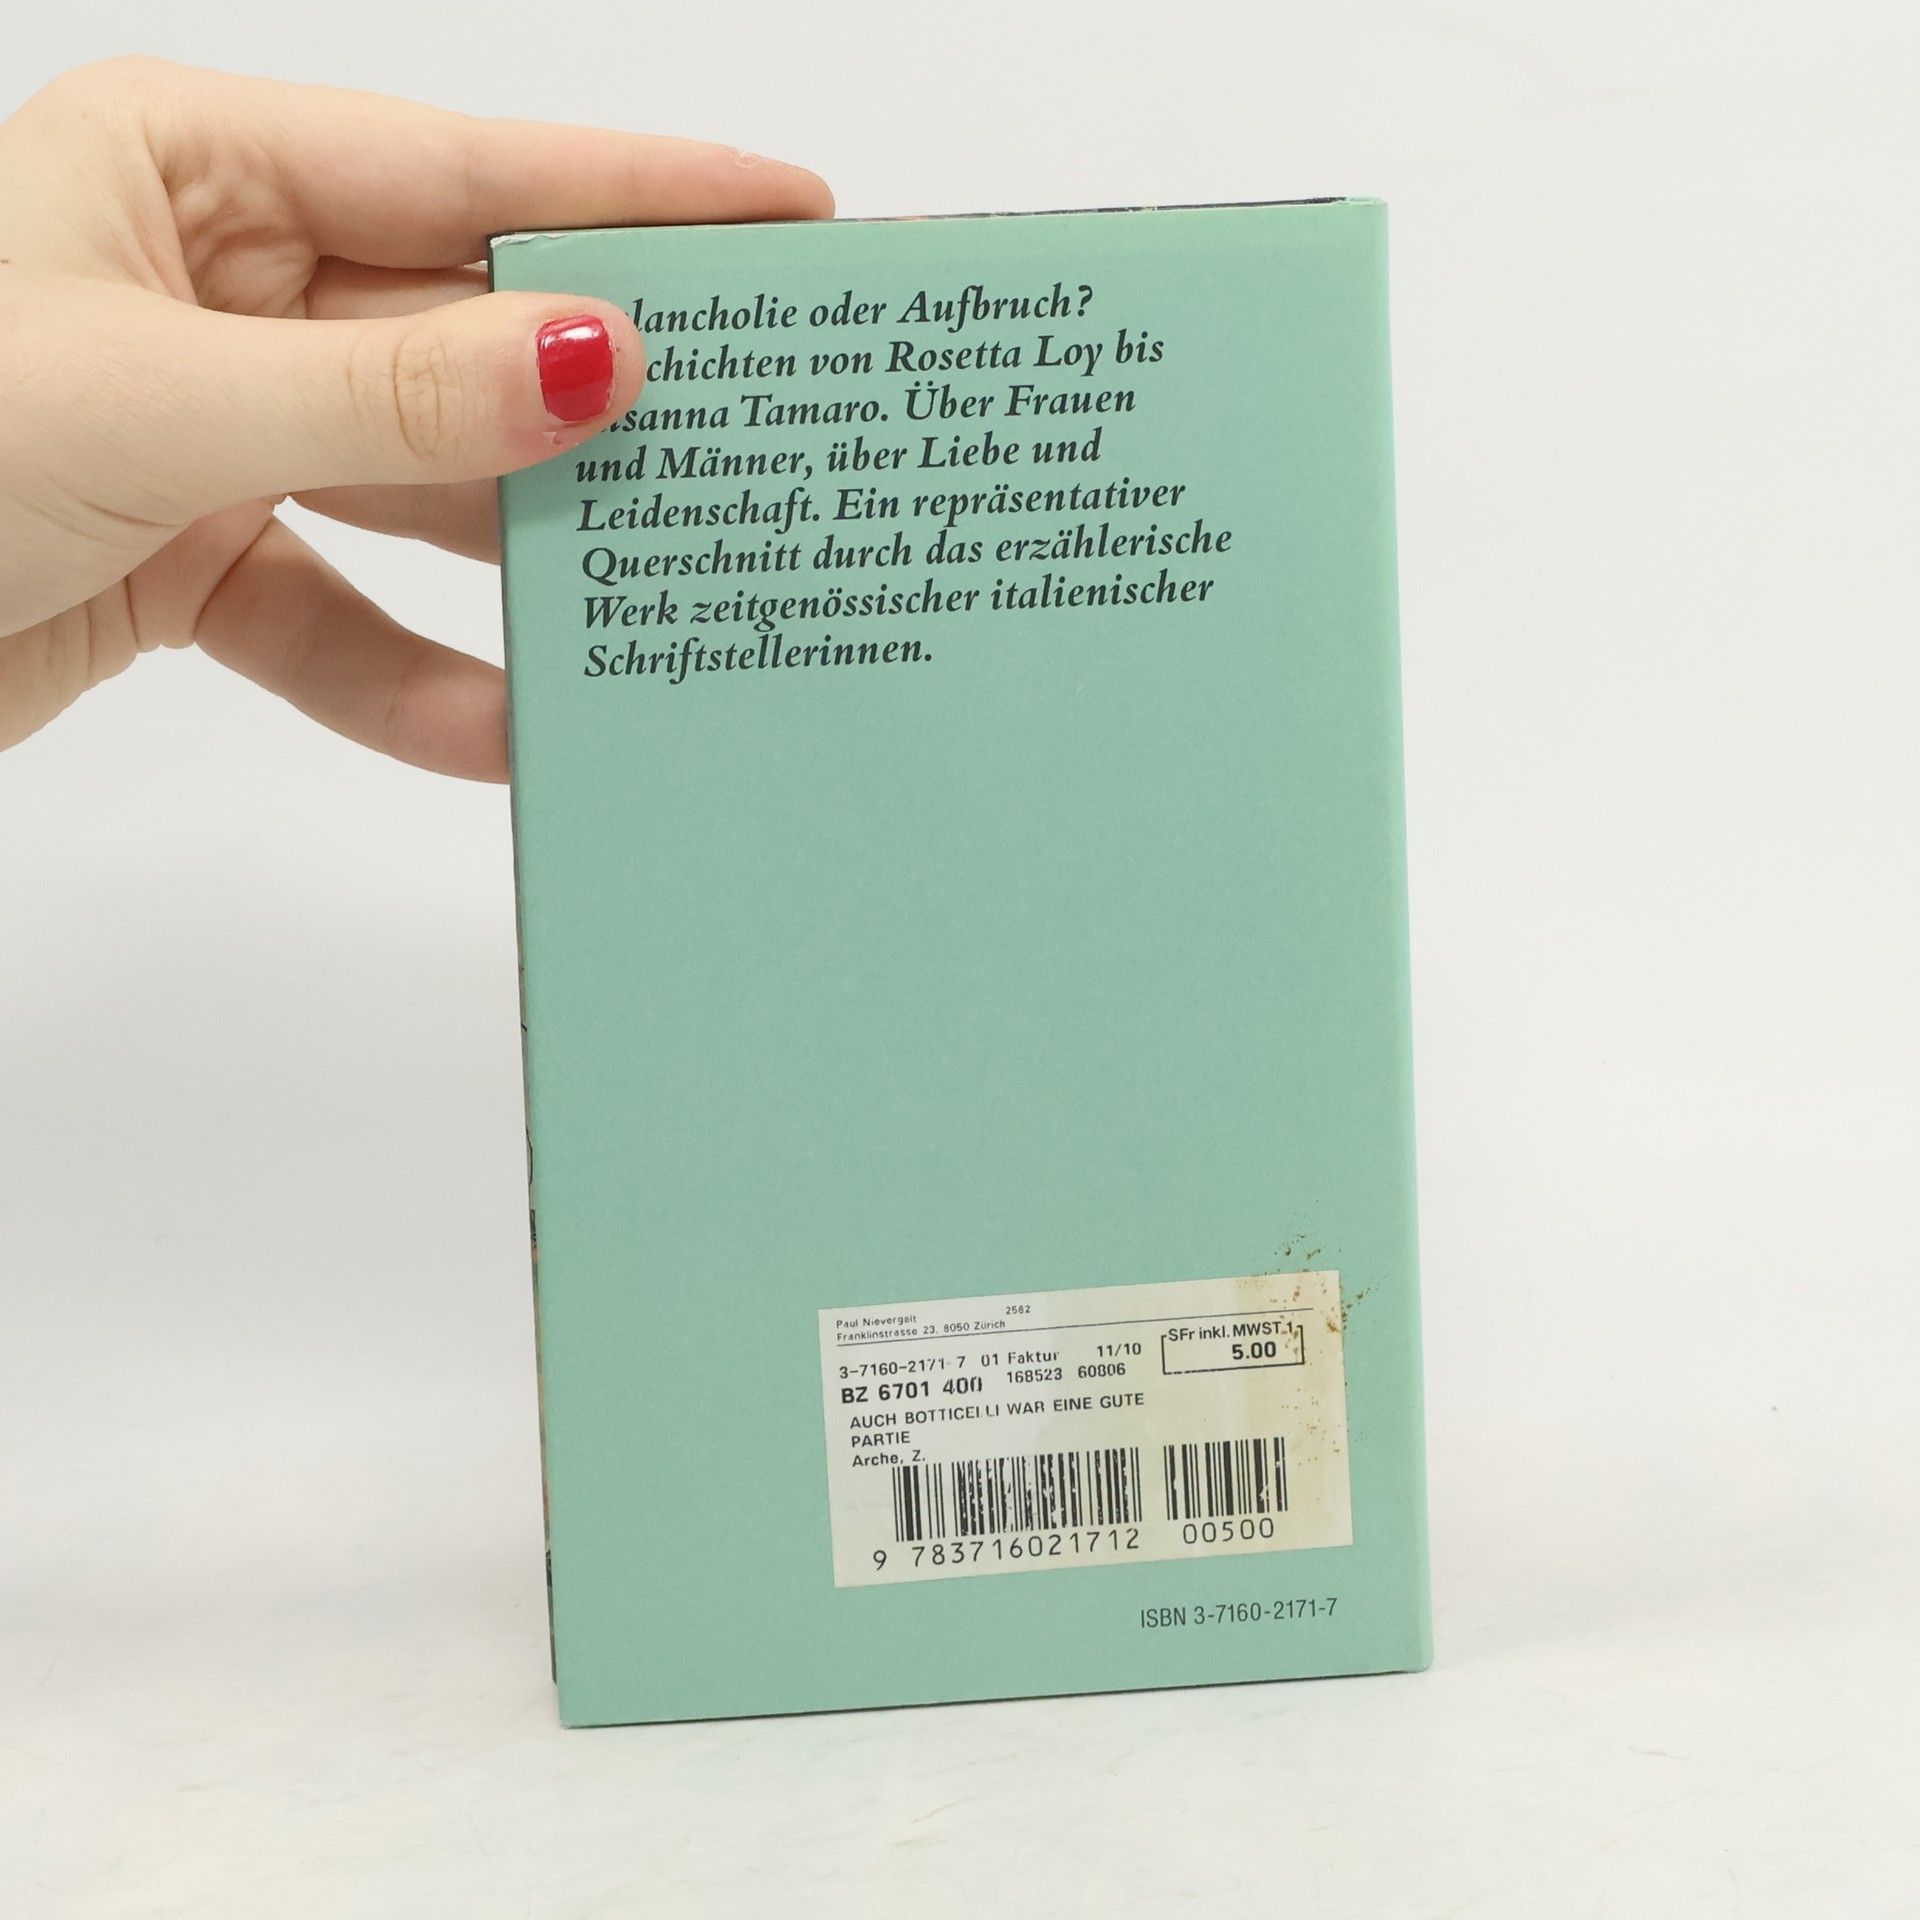 lancholie oder Aufbruch?
chichten von Rosetta Loy bis
sanna Tamaro. Über Frauen
und Männer, über Liebe und
Leidenschaft. Ein repräsentativer
Querschnitt durch das erzählerische
Werk zeitgenössischer italienischer
Schriftstellerinnen.
Paul Nievergelt 2582
Franklinstrasse 23, 8050 Zürich
3-7160-2171-7 01 Faktur 11/10
SFr inkl. MWST 1
5.00
BZ 6701 400 168523 60806
AUCH BOTTICELLI WAR EINE GUTE
PARTIE
Arche, Z.
9 783716021712 00500
ISBN 3-7160-2171-7